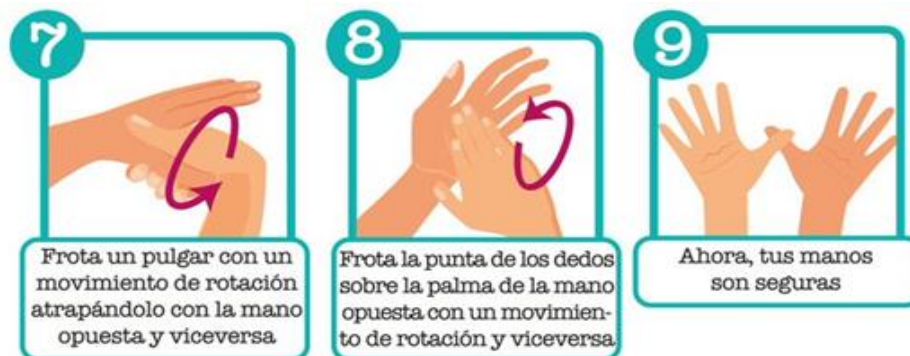 7
Frota un pulgar con un
movimiento de rotación
atrapándolo con la mano
opuesta y viceversa
8
Frota la punta de los dedos
sobre la palma de la mano
opuesta con un movimien-
to de rotación y viceversa
9
Ahora, tus manos
son seguras